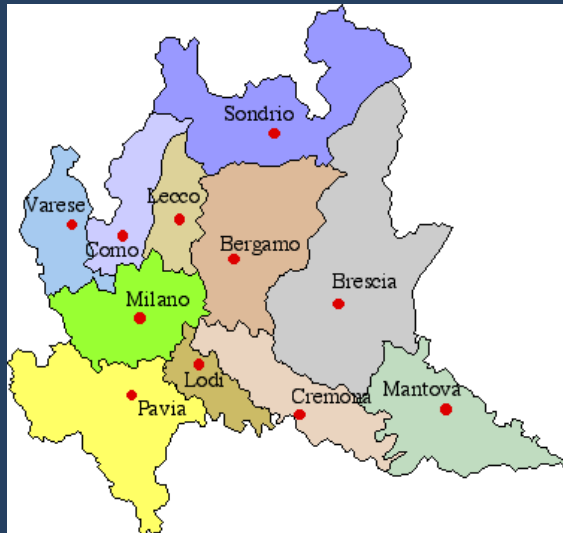 Sondrio
Lecco
Varese
Como
Bergamo
Brescia
Milano
Lodi
Cremona
Mantova
Pavia